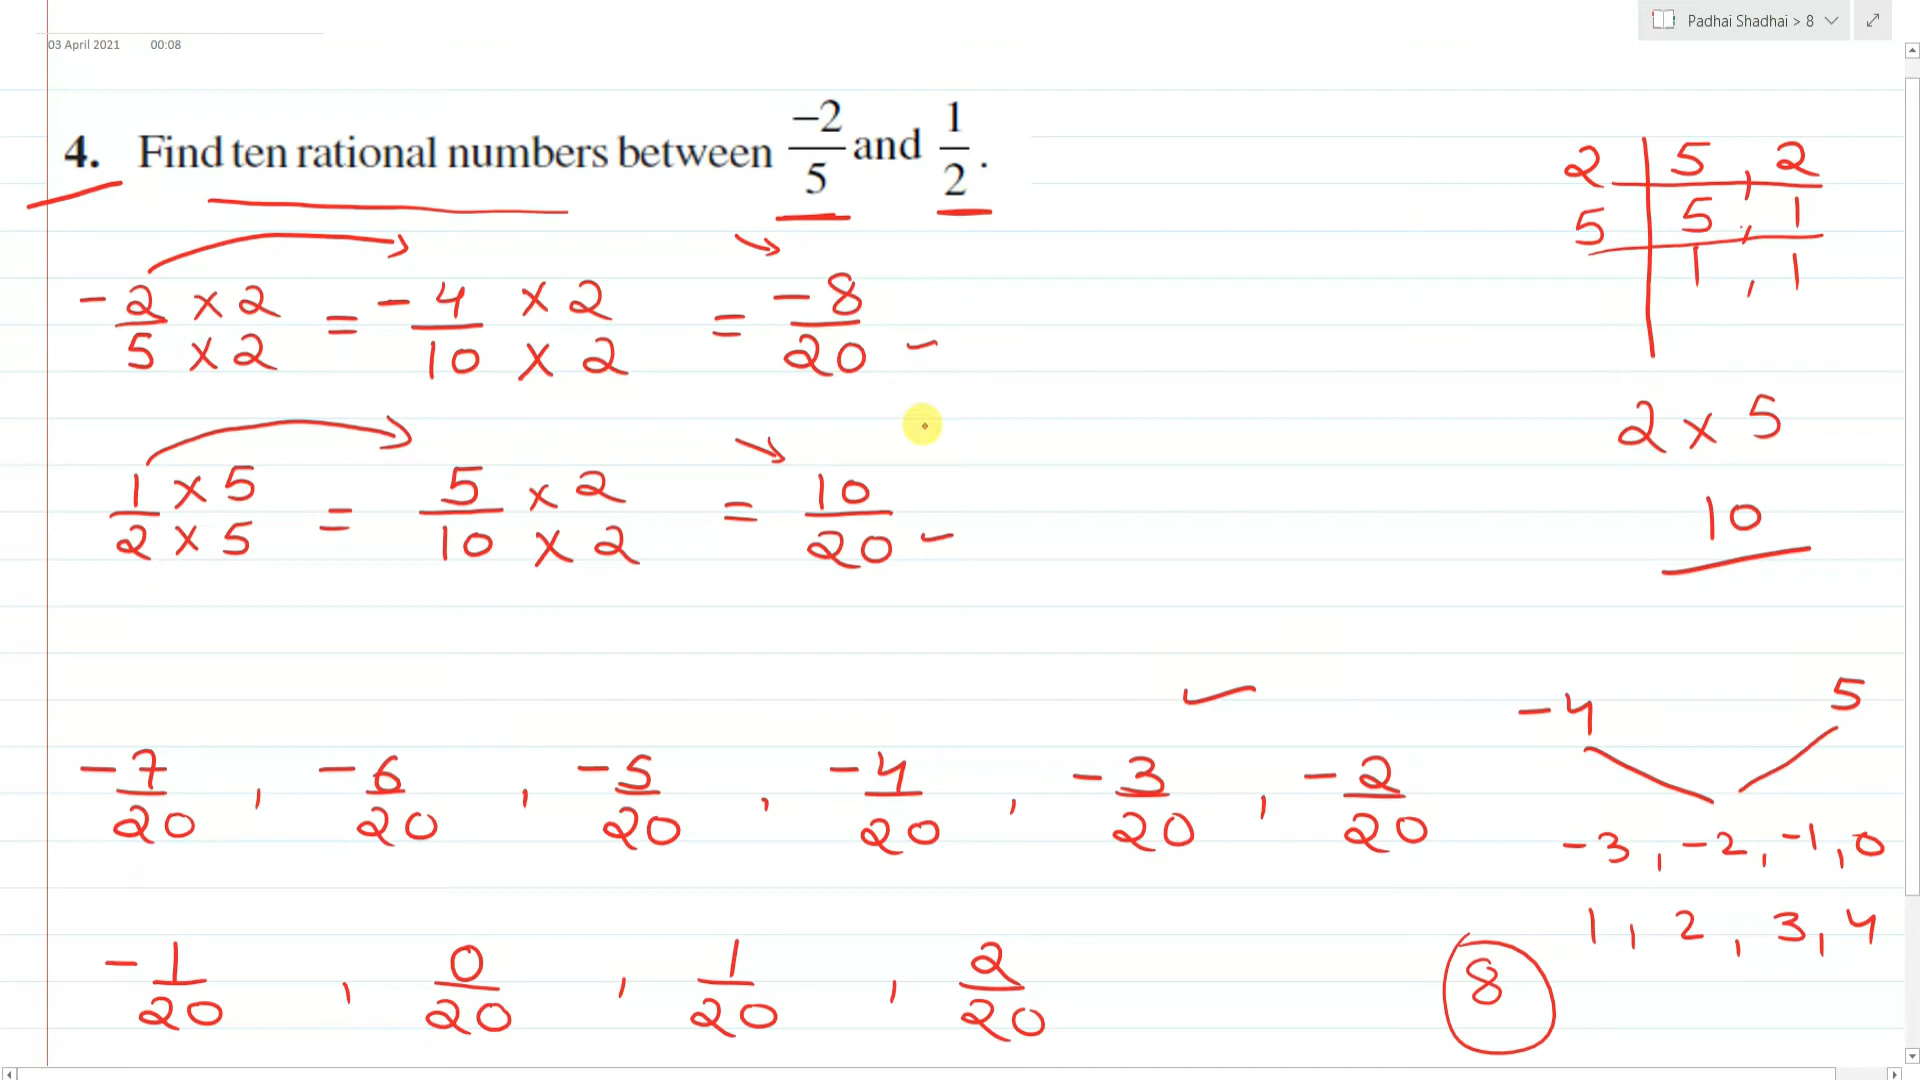 Padhai Shadhai > 8
03 April 2021 00:08
4. Find ten rational numbers between -2/5 and 1/2.
2 | 5, 2
5 | 5, 1
1, 1
-2/5 × 2/2 = -4/10 × 2/2 = -8/20
2 × 5
10
1/2 × 5/5 = 5/10 × 2/2 = 10/20
-4 5
-3, -2, -1, 0
1, 2, 3, 4
8
-7/20, -6/20, -5/20, -4/20, -3/20, -2/20
-1/20, 0/20, 1/20, 2/20